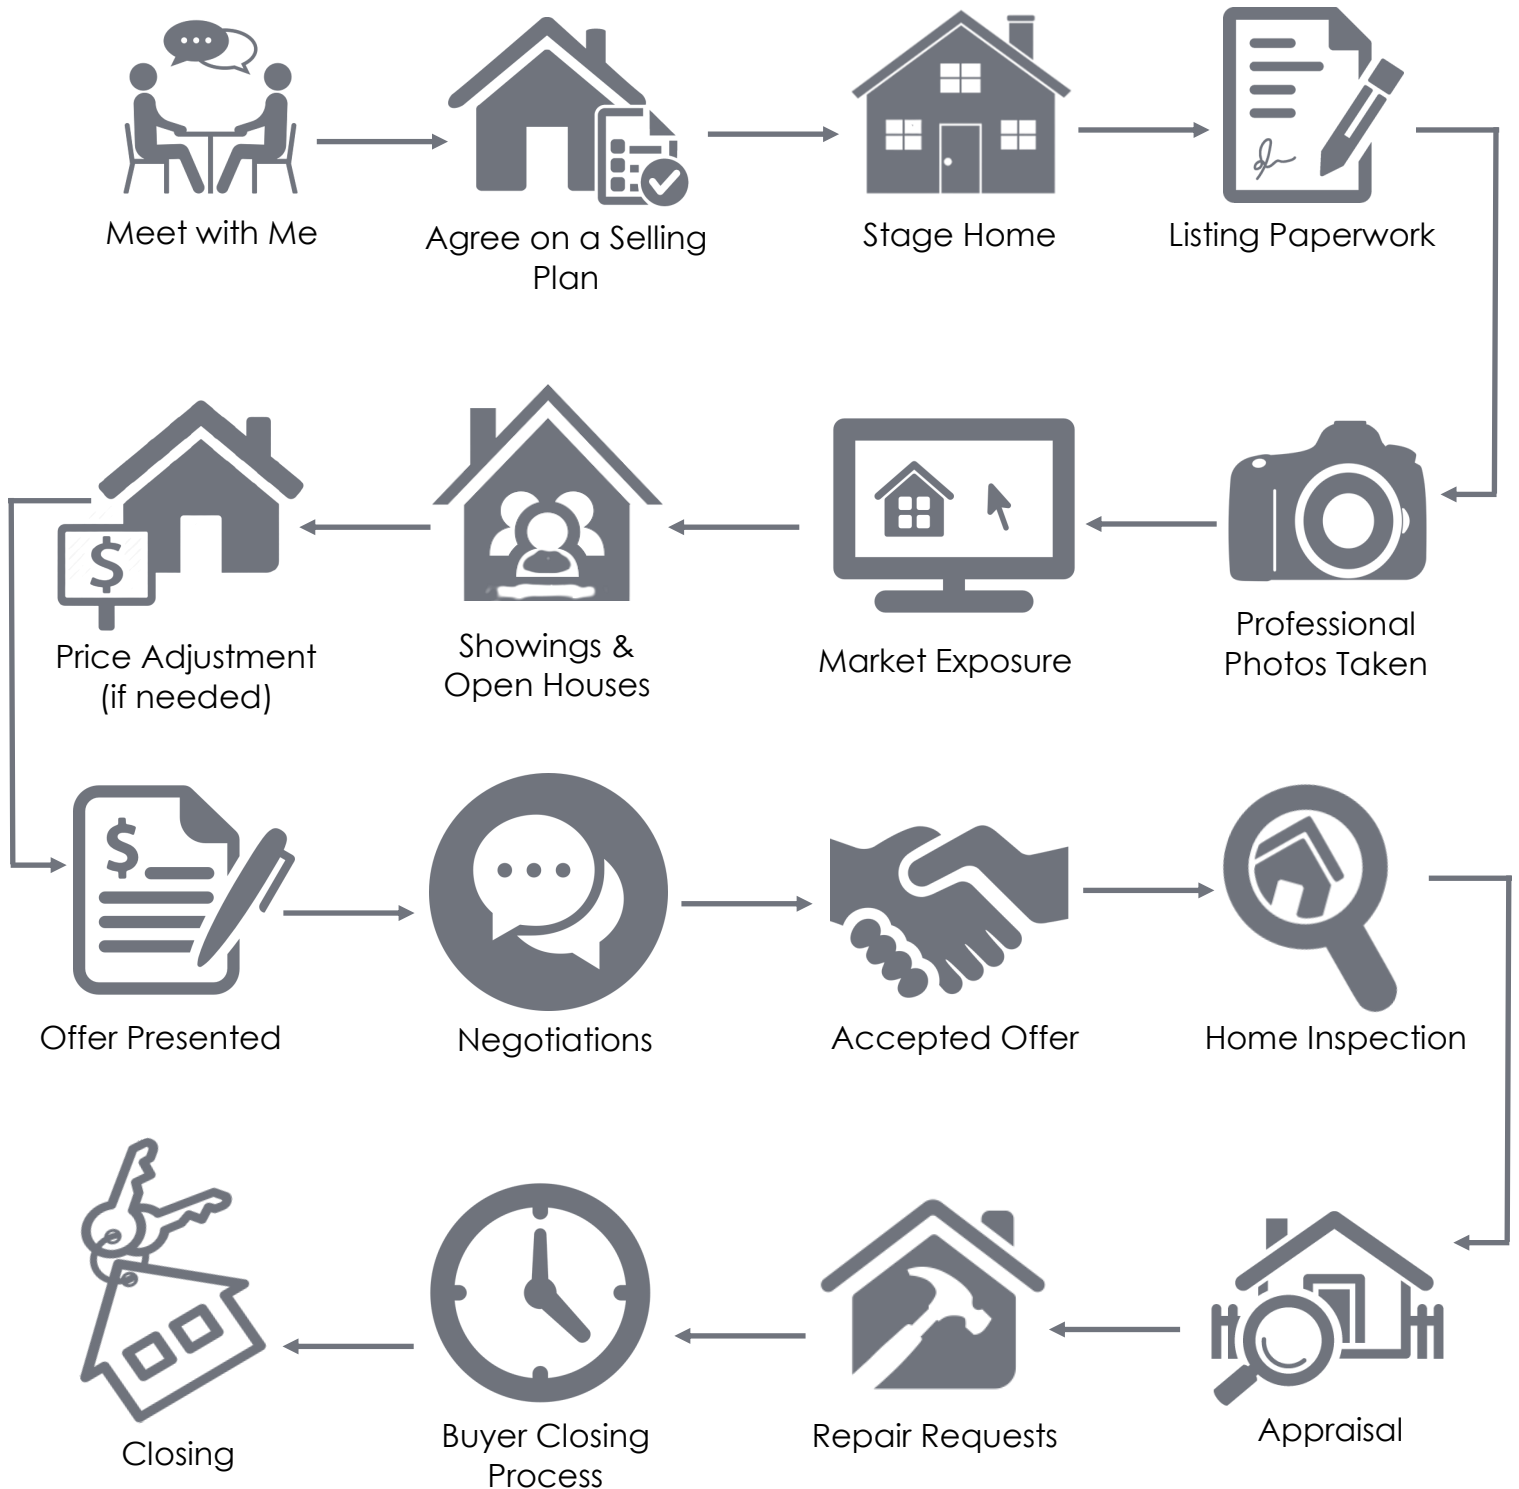 Meet with Me
Agree on a Selling
Plan
Stage Home
Listing Paperwork
Professional
Photos Taken
Market Exposure
Showings &
Open Houses
$
Price Adjustment
(if needed)
$
Offer Presented
Negotiations
Accepted Offer
Home Inspection
Appraisal
Repair Requests
Buyer Closing
Process
Closing